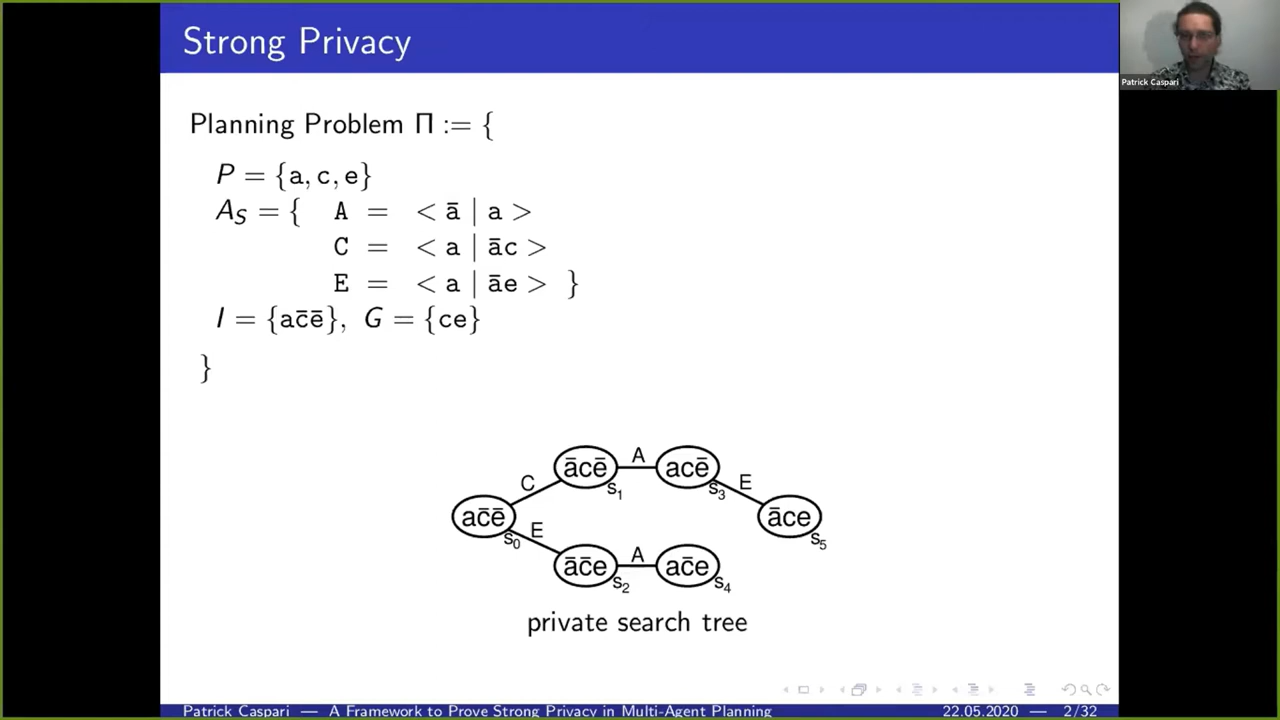 Strong Privacy
Patrick Caspari
Planning Problem Π := {
P = {a, c, e}
A_S = { A = < ā | a >
C = < a | āc >
E = < a | āe > }
I = {ac̄ē}, G = {ce}
}
ācē s₁ A acē s₃
C E
ac̄ē s₀ āce s₅
E
āc̄e s₂ A ac̄e s₄
private search tree
Patrick Caspari — A Framework to Prove Strong Privacy in Multi-Agent Planning 22.05.2020 — 2/32